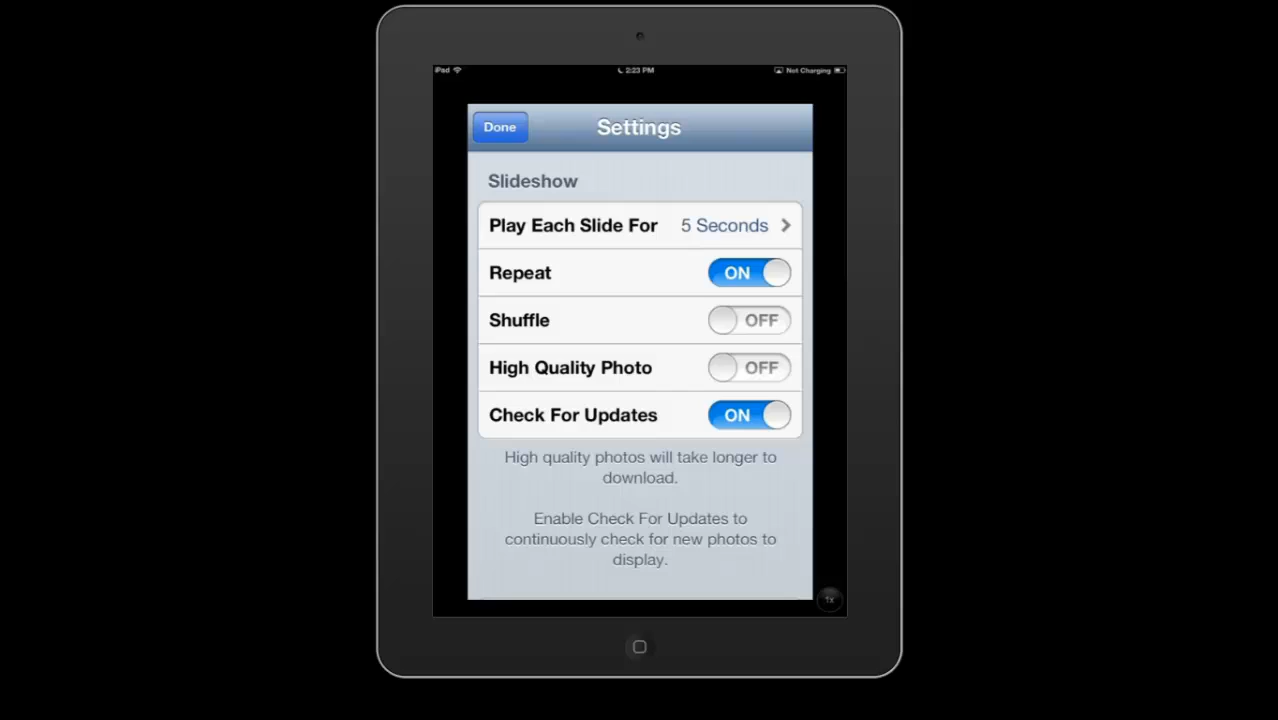 iPad 2:23 PM Not Charging
Done Settings
Slideshow
Play Each Slide For 5 Seconds
Repeat ON
Shuffle OFF
High Quality Photo OFF
Check For Updates ON
High quality photos will take longer to
download.
Enable Check For Updates to
continuously check for new photos to
display.
1x